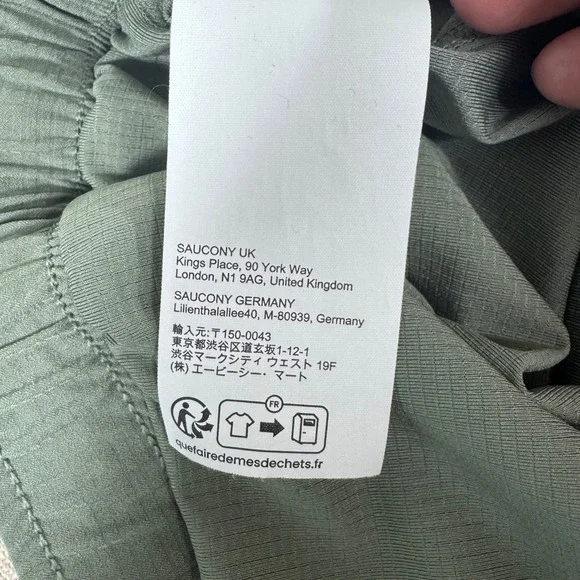 SAUCONY UK
Kings Place, 90 York Way
London, N1 9AG, United Kingdom
SAUCONY GERMANY
Lilienthalallee40, M-80939, Germany
輸入元:〒150-0043
東京都渋谷区道玄坂1-12-1
渋谷マークシティ ウェスト 19F
(株) エービーシー・マート
FR
quefairedemesdechets.fr